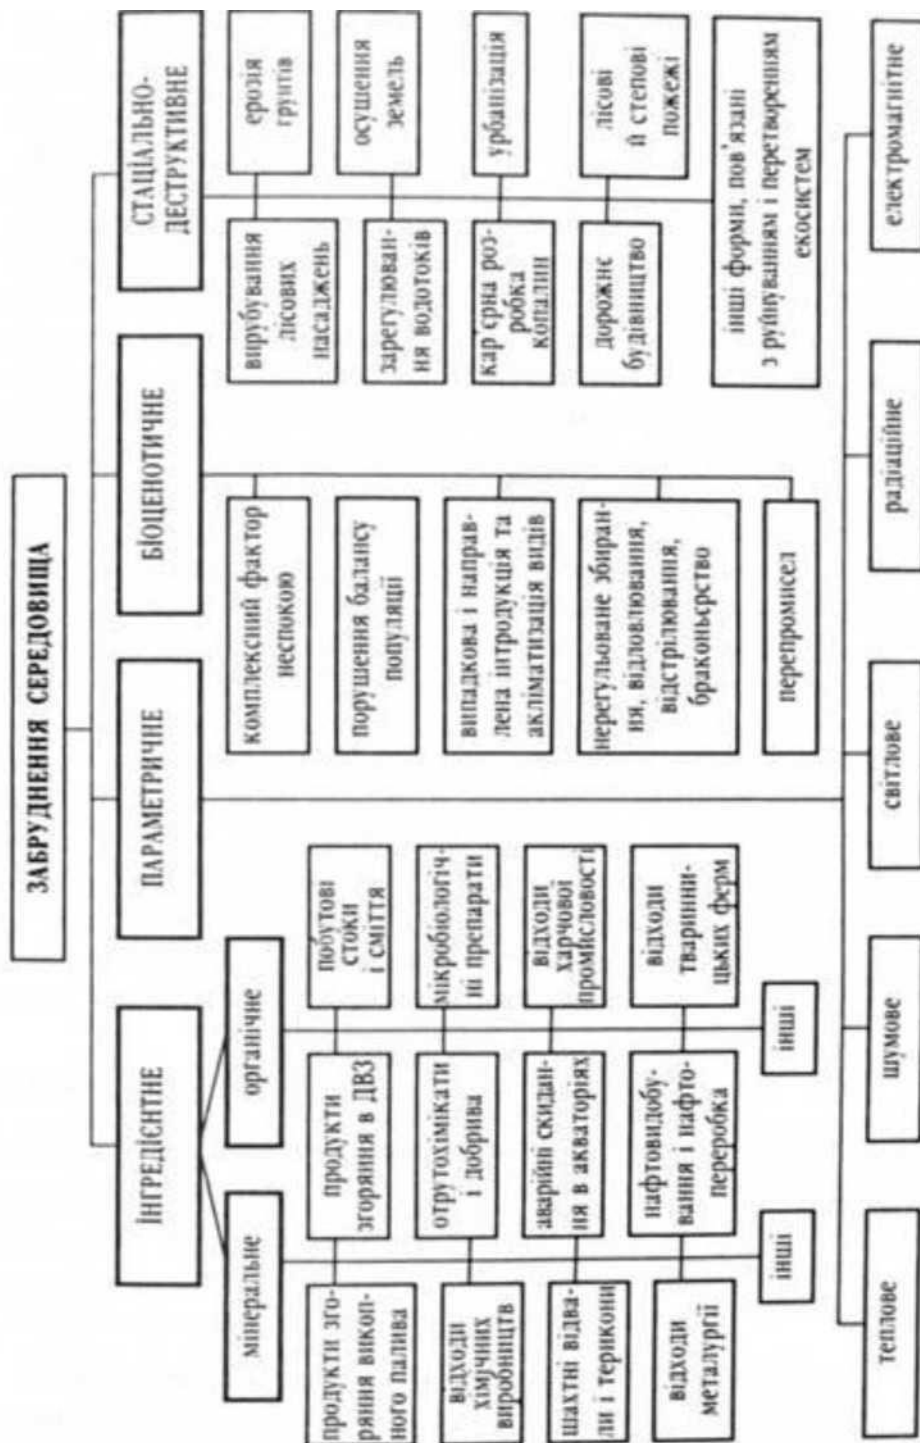 ЗАБРУДНЕННЯ СЕРЕДОВИЩА
ІНГРЕДІЄНТНЕ
ПАРАМЕТРИЧНЕ
БІОЦЕНОТИЧНЕ
СТАЦІАЛЬНО-
ДЕСТРУКТИВНЕ
мінеральне
органічне
продукти зго-
ряння викоп-
ного палива
продукти
згоряння в ДВЗ
побутові
стоки
і сміття
відходи
хімічних
виробництв
отрутохімікати
і добрива
мікробіологіч-
ні препарати
шахтні відва-
ли і терикони
аварійні скидан-
ня в акваторіях
відходи
харчової
промисловості
відходи
металургії
нафтовидобу-
вання і нафто-
переробка
відходи
тваринни-
цьких ферм
інші
інші
комплексний фактор
неспокою
порушення балансу
популяції
випадкова і направ-
лена інтродукція та
акліматизація видів
нерегульоване збиран-
ня, відловлювання,
відстрілювання,
браконьєрство
перепромисел
вирубування
лісових
насаджень
ерозія
грунтів
зарегулюван-
ня водотоків
осушення
земель
кар'єрна роз-
робка
копалин
урбанізація
дорожнє
будівництво
лісові
й степові
пожежі
інші форми, пов'язані
з руйнуванням і перетворенням
екосистем
теплове
шумове
світлове
радіаційне
електромагнітне